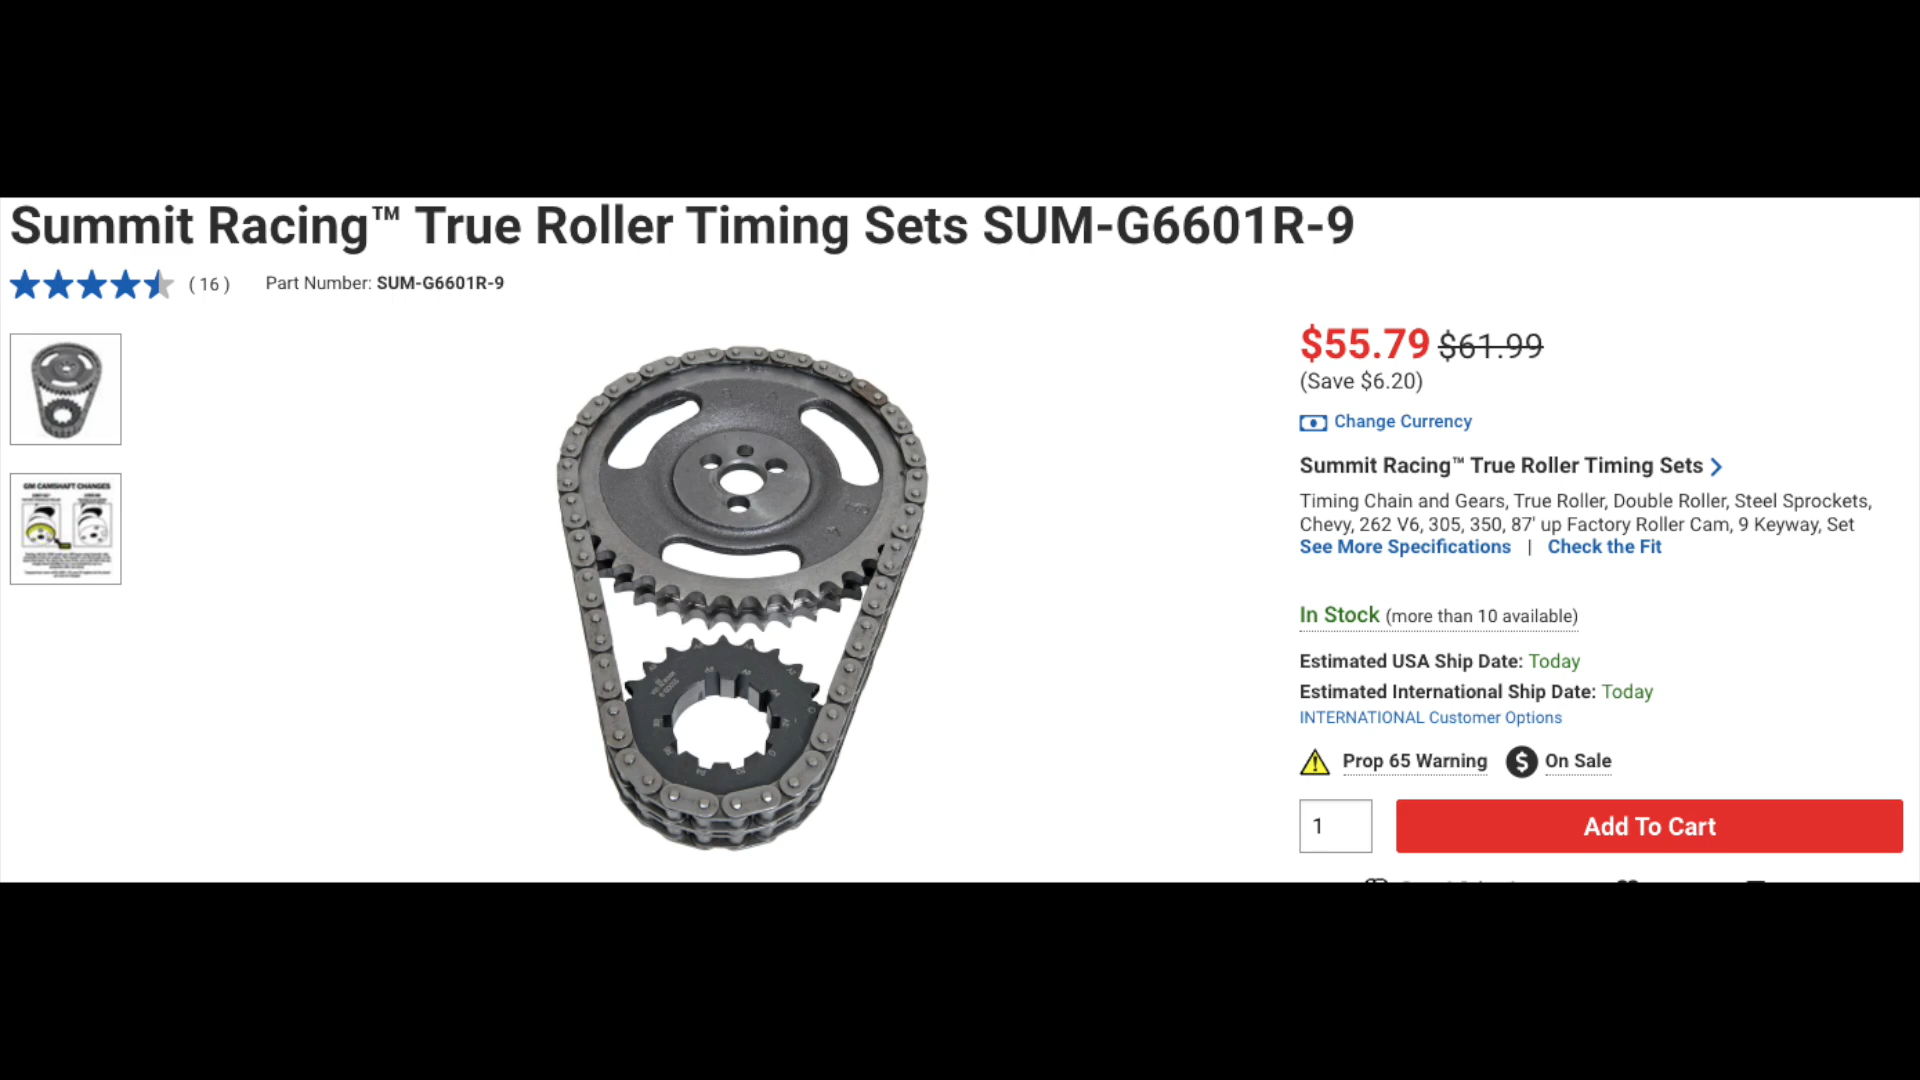 Summit Racing™ True Roller Timing Sets SUM-G6601R-9
( 16 ) Part Number: SUM-G6601R-9
$55.79 $61.99
(Save $6.20)
Change Currency
Summit Racing™ True Roller Timing Sets
Timing Chain and Gears, True Roller, Double Roller, Steel Sprockets,
Chevy, 262 V6, 305, 350, 87' up Factory Roller Cam, 9 Keyway, Set
See More Specifications | Check the Fit
GM CAMSHAFT CHANGES
In Stock (more than 10 available)
Estimated USA Ship Date: Today
Estimated International Ship Date: Today
INTERNATIONAL Customer Options
Prop 65 Warning $ On Sale
1 Add To Cart